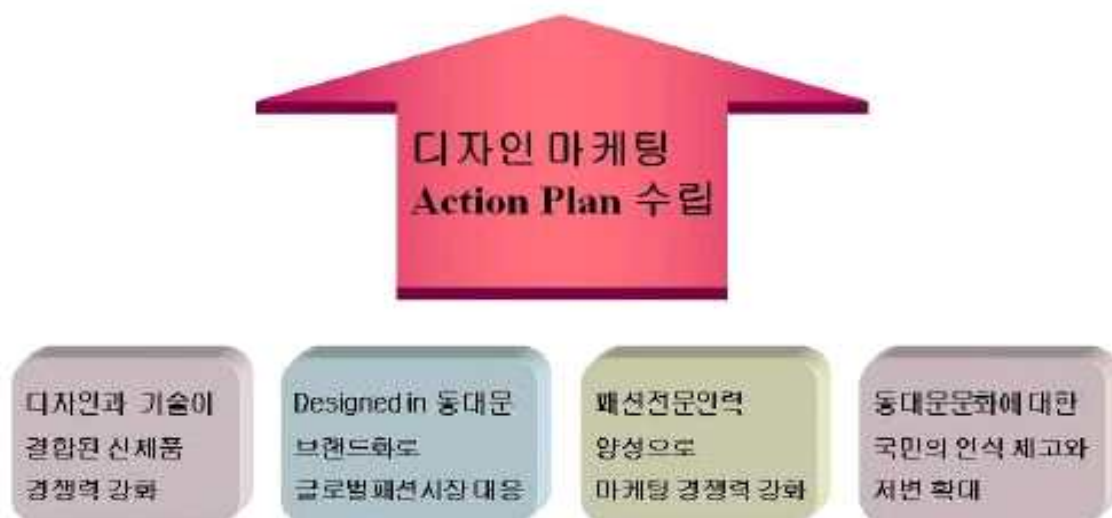 디자인 마케팅
Action Plan 수립
디자인과 기술이
결합된 신제품
경쟁력 강화
Designed in 동대문
브랜드화로
글로벌 패션시장 대응
패션전문인력
양성으로
마케팅 경쟁력 강화
동대문문화에 대한
국민의 인식 제고와
저변 확대